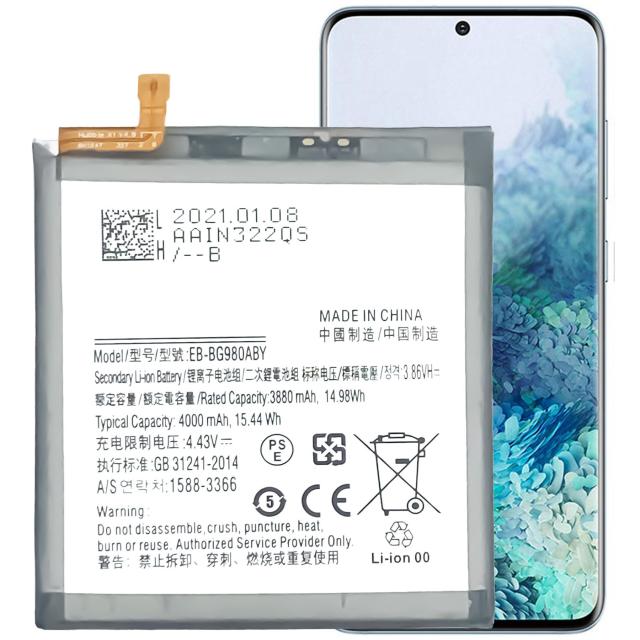 L 2021.01.08
AAIN322QS
H /--B
MADE IN CHINA
中國制造/中国制造
Model/型号/型號:EB-BG980ABY
Secondary Li-ion Battery/锂离子电池组/二次鋰電池組 标称电压/標稱電壓/정격:3.86VH⎓
额定容量/額定電容量/Rated Capacity:3880 mAh, 14.98Wh
Typical Capacity: 4000 mAh, 15.44 Wh
充电限制电压:4.43V⎓
执行标准:GB 31241-2014
A/S 연락처:1588-3366
PS
E
5
CE
Warning:
Do not disassemble,crush, puncture, heat,
burn or reuse. Authorized Service Provider Only.
警告: 禁止拆卸、穿刺、燃烧或重复使用。
Li-ion 00